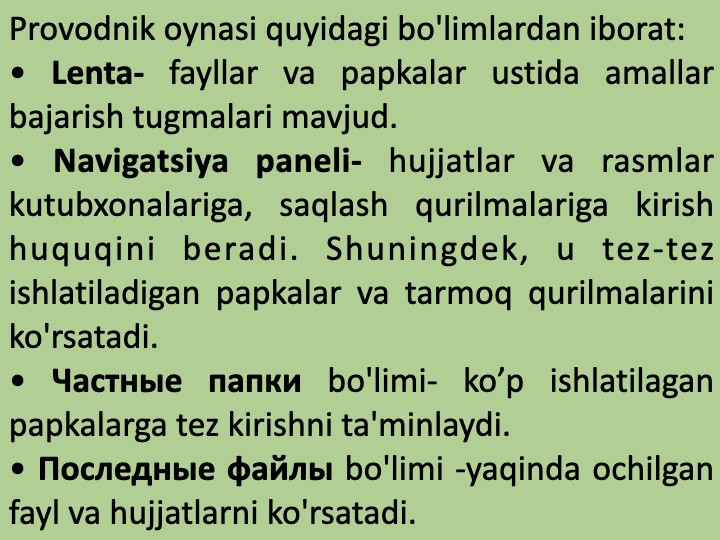 Provodnik oynasi quyidagi bo'limlardan iborat:
• Lenta- fayllar va papkalar ustida amallar
bajarish tugmalari mavjud.
• Navigatsiya paneli- hujjatlar va rasmlar
kutubxonalariga, saqlash qurilmalariga kirish
huquqini beradi. Shuningdek, u tez-tez
ishlatiladigan papkalar va tarmoq qurilmalarini
ko'rsatadi.
• Частные папки bo'limi- ko’p ishlatilagan
papkalarga tez kirishni ta'minlaydi.
• Последные файлы bo'limi -yaqinda ochilgan
fayl va hujjatlarni ko'rsatadi.